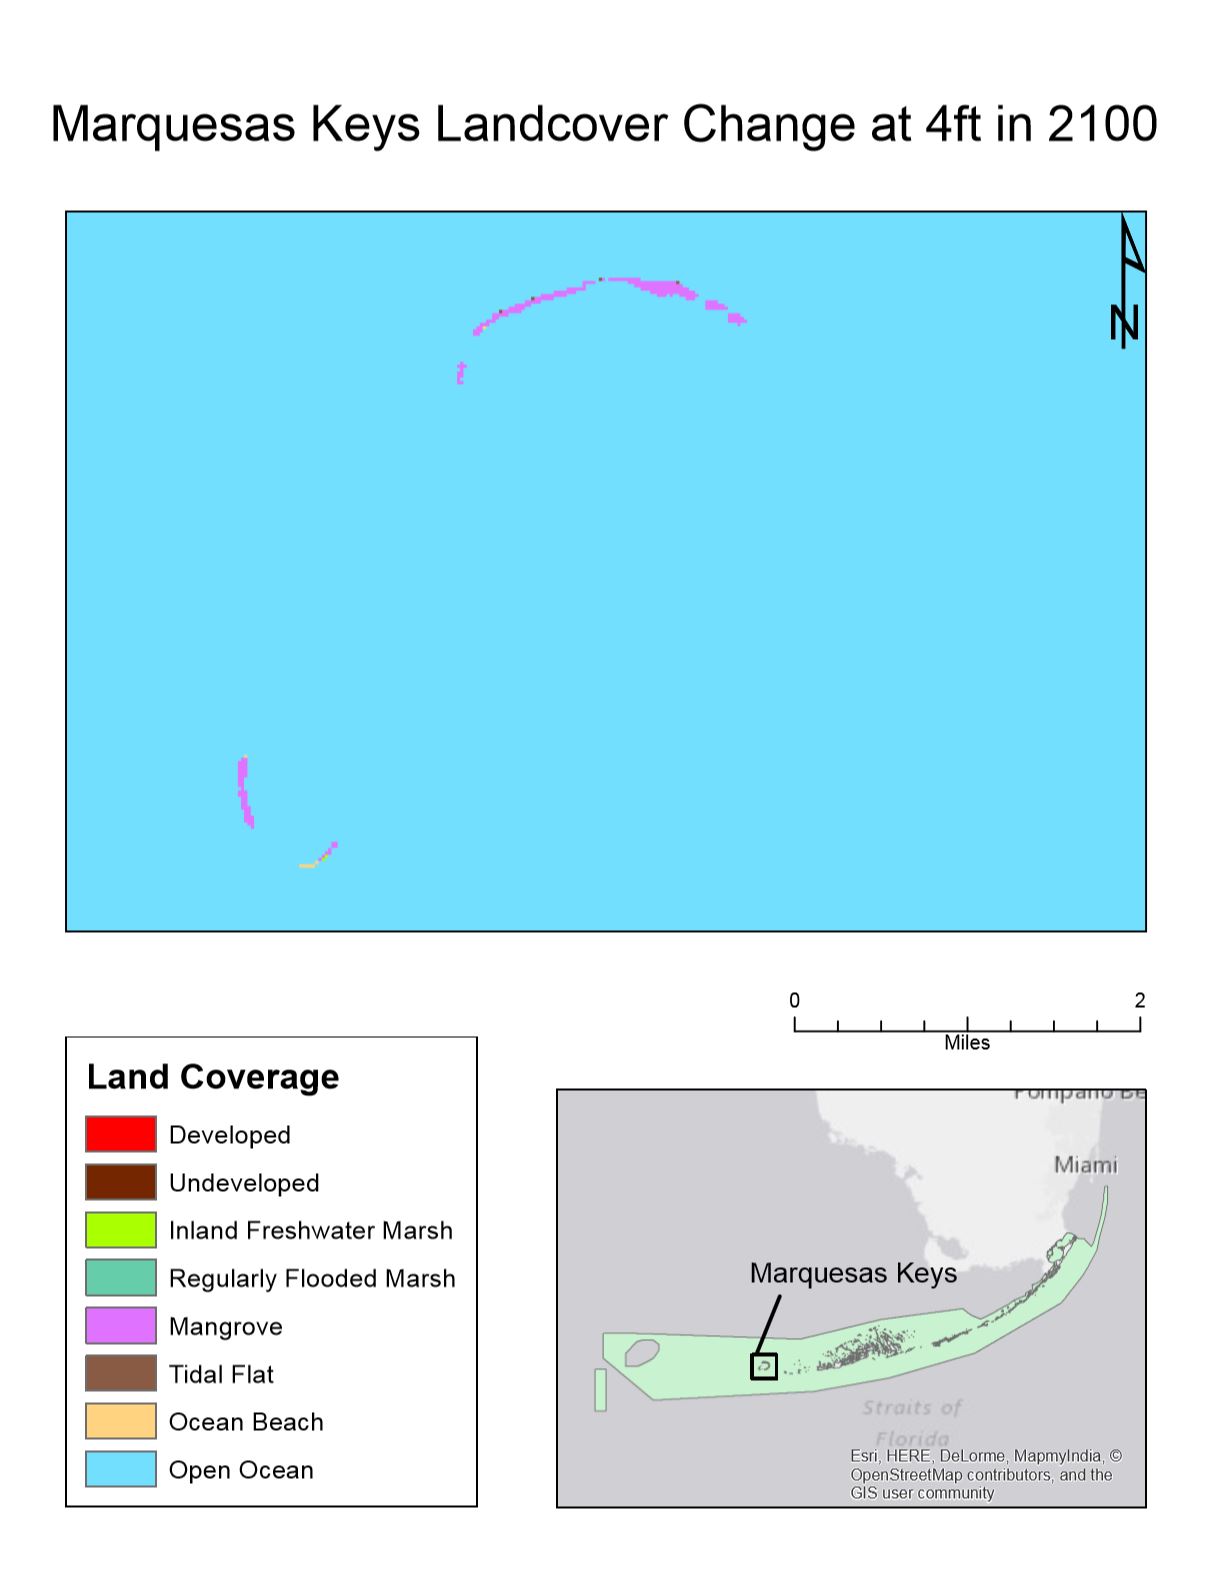 Marquesas Keys Landcover Change at 4ft in 2100
N
0 2
Miles
Land Coverage
Developed
Undeveloped
Inland Freshwater Marsh
Regularly Flooded Marsh
Mangrove
Tidal Flat
Ocean Beach
Open Ocean
Pompano Be
Miami
Marquesas Keys
Straits of
Florida
Esri, HERE, DeLorme, MapmyIndia, ©
OpenStreetMap contributors, and the
GIS user community